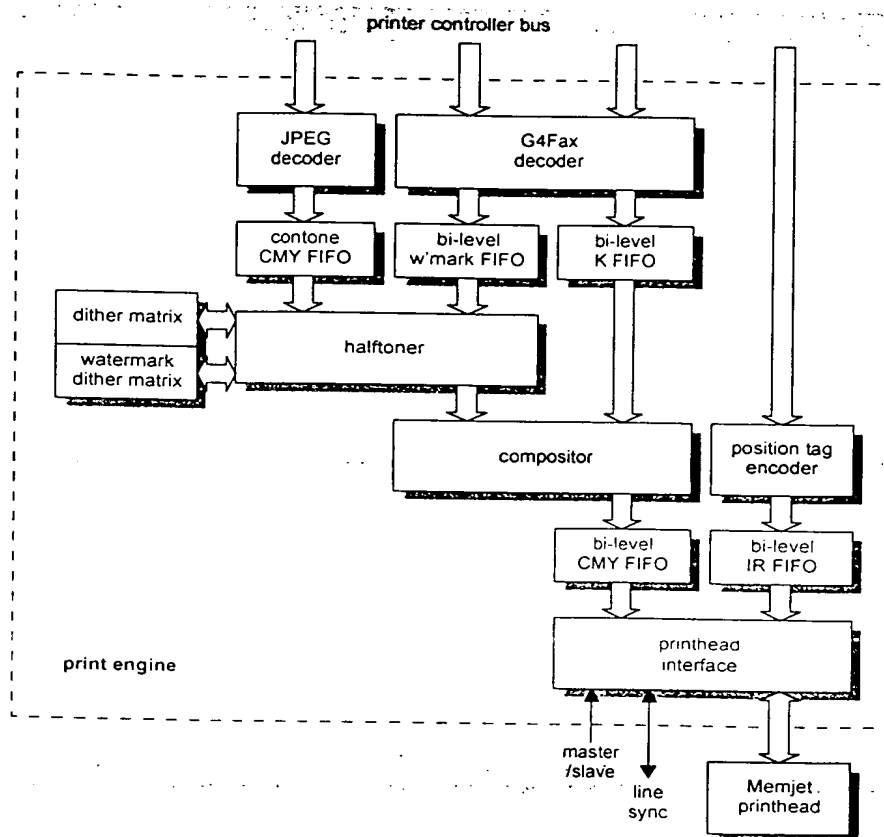 printer controller bus
JPEG
decoder
G4Fax
decoder
contone
CMY FIFO
bi-level
w'mark FIFO
bi-level
K FIFO
dither matrix
watermark
dither matrix
halftoner
compositor
position tag
encoder
bi-level
CMY FIFO
bi-level
IR FIFO
printhead
interface
print engine
master
/slave
line
sync
Memjet
printhead